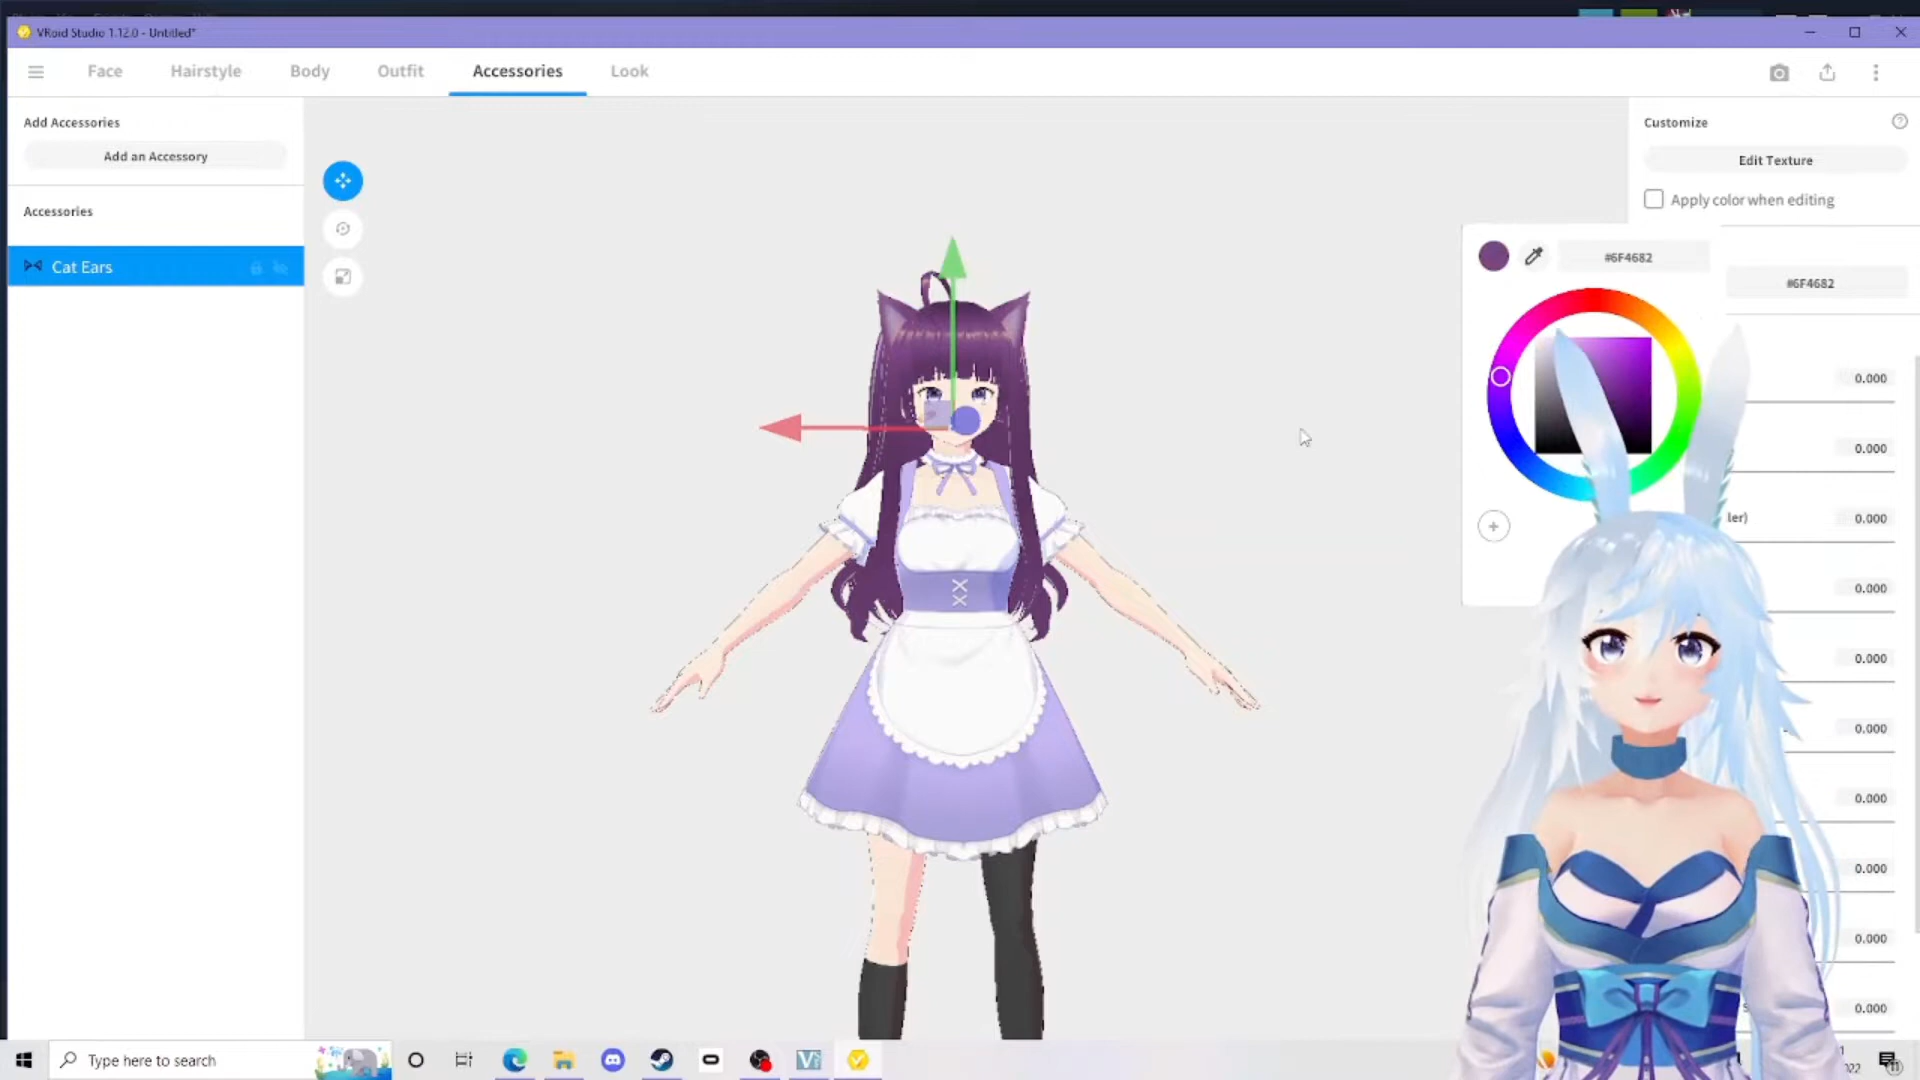 VRoid Studio 1.12.0 - Untitled*
Face Hairstyle Body Outfit Accessories Look
Add Accessories
Add an Accessory
Accessories
Cat Ears
Customize
Edit Texture
Apply color when editing
#6F4682
#6F4682
0.000
0.000
ler) 0.000
0.000
0.000
0.000
0.000
0.000
0.000
0.000
Type here to search